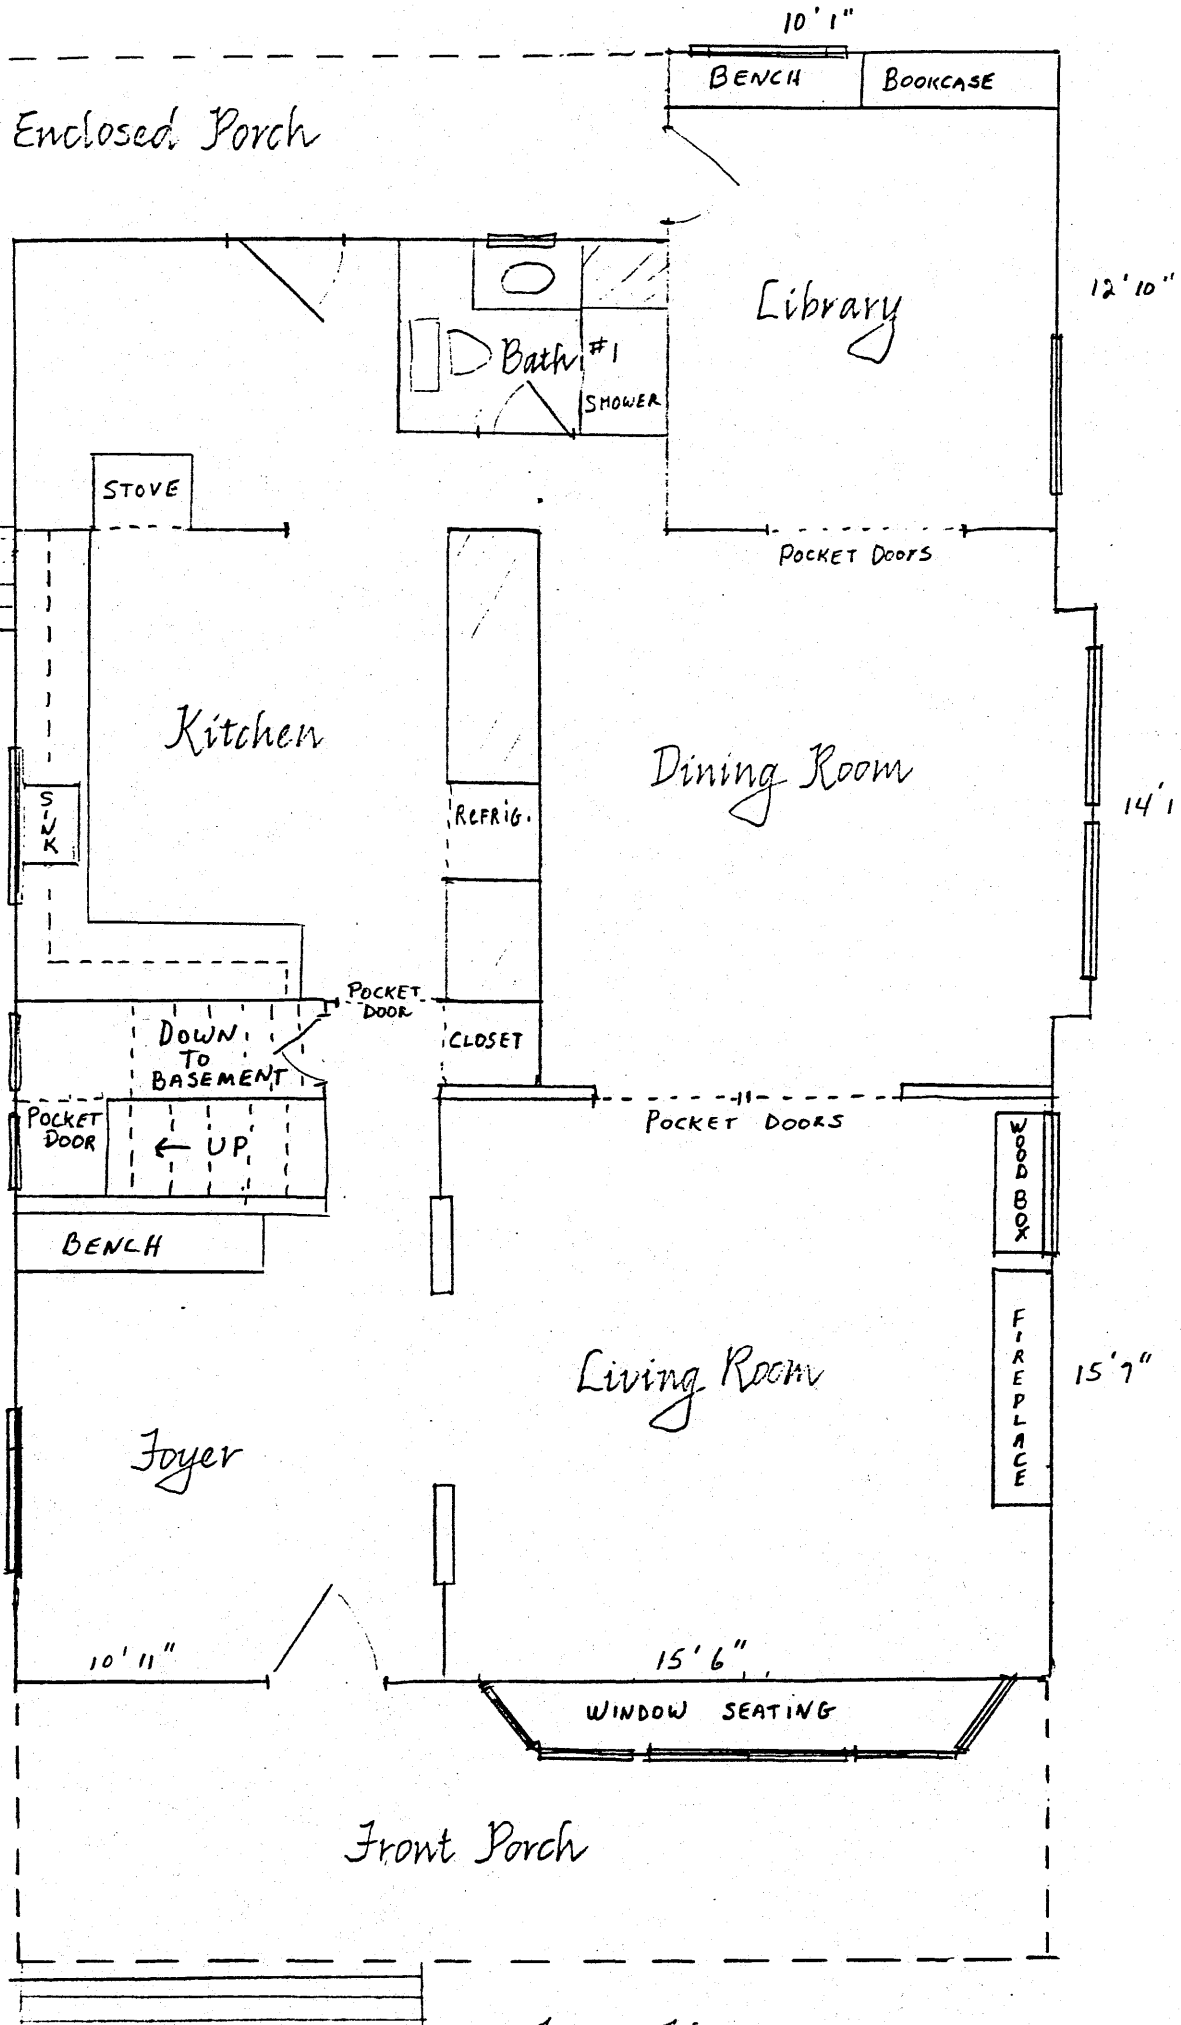 10'1"
BENCH
BOOKCASE
Enclosed Porch
Library
12'10"
Bath #1
SHOWER
STOVE
POCKET DOORS
Kitchen
Dining Room
SINK
REFRIG.
14'1
POCKET
DOOR
DOWN
TO
BASEMENT
CLOSET
POCKET
DOOR
← UP
POCKET DOORS
WOOD BOX
BENCH
FIREPLACE
Living Room
15'7"
Foyer
10'11"
15'6"
WINDOW SEATING
Front Porch